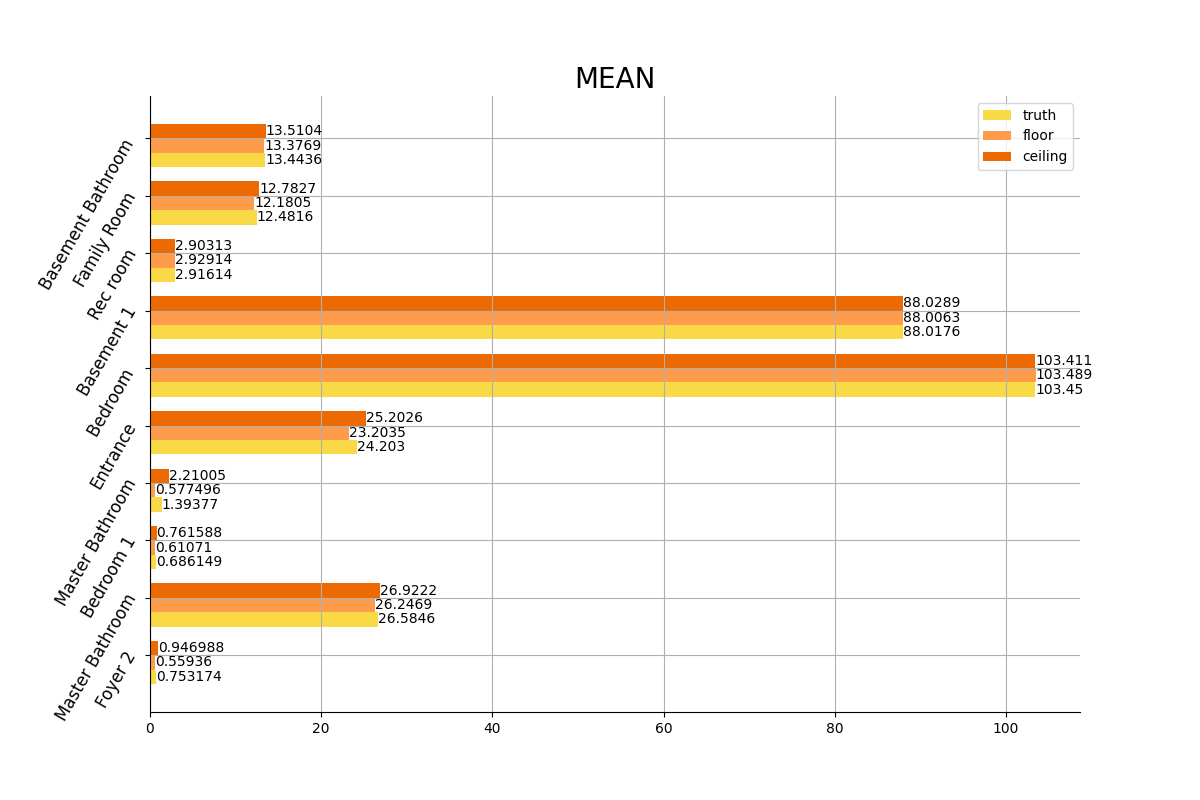 MEAN
truth
floor
ceiling
Basement Bathroom
13.5104
13.3769
13.4436
Family Room
12.7827
12.1805
12.4816
Rec room
2.90313
2.92914
2.91614
Basement 1
88.0289
88.0063
88.0176
Bedroom
103.411
103.489
103.45
Entrance
25.2026
23.2035
24.203
Master Bathroom
2.21005
0.577496
1.39377
Bedroom 1
0.761588
0.61071
0.686149
Master Bathroom
26.9222
26.2469
26.5846
Foyer 2
0.946988
0.55936
0.753174
0 20 40 60 80 100